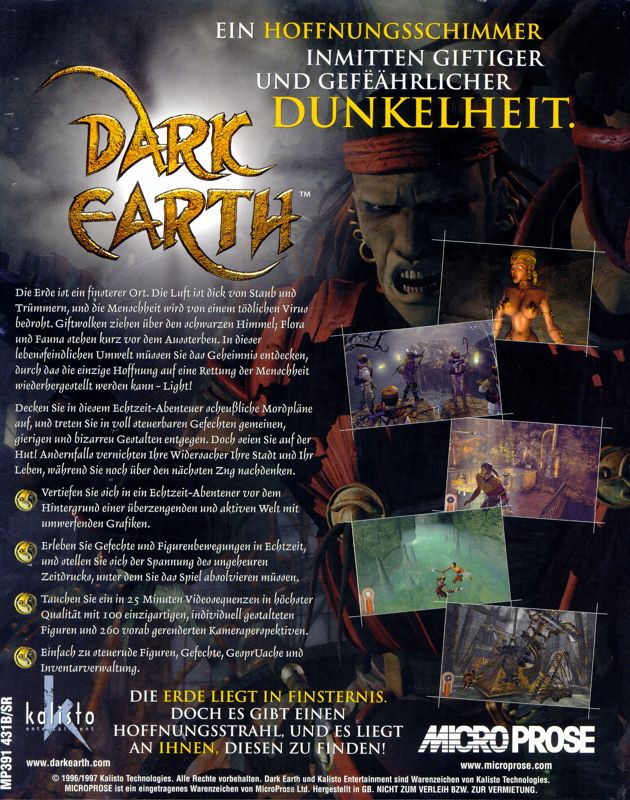 EIN HOFFNUNGSSCHIMMER
INMITTEN GIFTIGER
UND GEFËÄHRLICHER
DUNKELHEIT.
DARK
EARTH™
Die Erde ist ein finsterer Ort. Die Luft ist dick von Staub und
Trümmern, und die Menschheit wird von einem tödlichen Virus
bedroht. Giftwolken ziehen über den schwarzen Himmel; Flora
und Fauna stehen kurz vor dem Aussterben. In dieser
lebensfeindlichen Umwelt müssen Sie das Geheimnis entdecken,
durch das die einzige Hoffnung auf eine Rettung der Menschheit
wiederhergestellt werden kann - Light!
Decken Sie in diesem Echtzeit-Abenteuer scheußliche Mordpläne
auf, und treten Sie in voll steuerbaren Gefechten gemeinen,
gierigen und bizarren Gestalten entgegen. Doch seien Sie auf der
Hut! Andernfalls vernichten Ihre Widersacher Ihre Stadt und Ihr
Leben, während Sie noch über den nächsten Zng nachdenken.
Vertiefen Sie sich in ein Echtzeit-Abentener vor dem
Hintergrund einer überzengenden und aktiven Welt mit
umwerfenden Grafiken.
Erleben Sie Gefechte und Figurenbewegungen in Echtzeit,
und stellen Sie sich der Spannung des ungeheuren
Zeitdrucks, unter dem Sie das Spiel absolvieren müssen.
Tauchen Sie ein in 25 Minuten Videosequenzen in höchster
Qualität mit 100 einzigartigen, individuell gestalteten
Figuren und 260 vorab gerenderten Kameraperspektiven.
Einfach zu steuerude Figuren, Gefechte, GesprUache und
Inventarverwaltung.
DIE ERDE LIEGT IN FINSTERNIS.
DOCH ES GIBT EINEN
HOFFNUNGSSTRAHL, UND ES LIEGT
AN IHNEN, DIESEN ZU FINDEN!
kalisto
entertainment
www.darkearth.com
MICROPROSE
www.microprose.com
MP391 431B/SR
© 1996/1997 Kalisto Technologies. Alle Rechte vorbehalten. Dark Earth und Kalisto Entertainment sind Warenzeichen von Kalisto Technologies.
MICROPOSE ist ein eingetragenes Warenzeichen von MicroProse Ltd. Hergestellt in GB. NICHT ZUM VERLEIH BZW. ZUR VERMIETUNG.